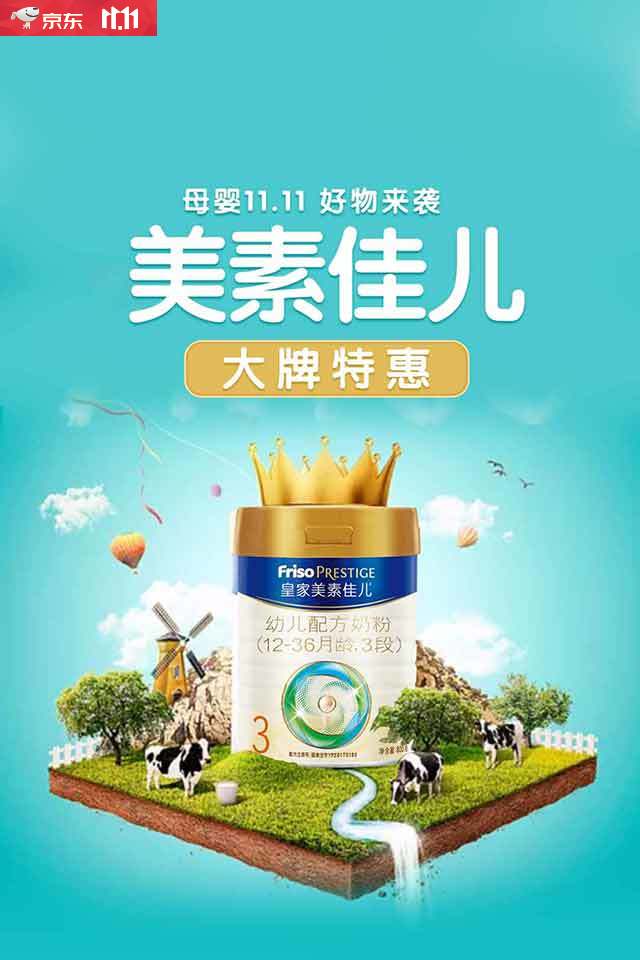 京东 11.11
母婴11.11 好物来袭
美素佳儿
大牌特惠
Friso PRESTIGE
皇家美素佳儿
幼儿配方奶粉
(12-36月龄,3段)
3